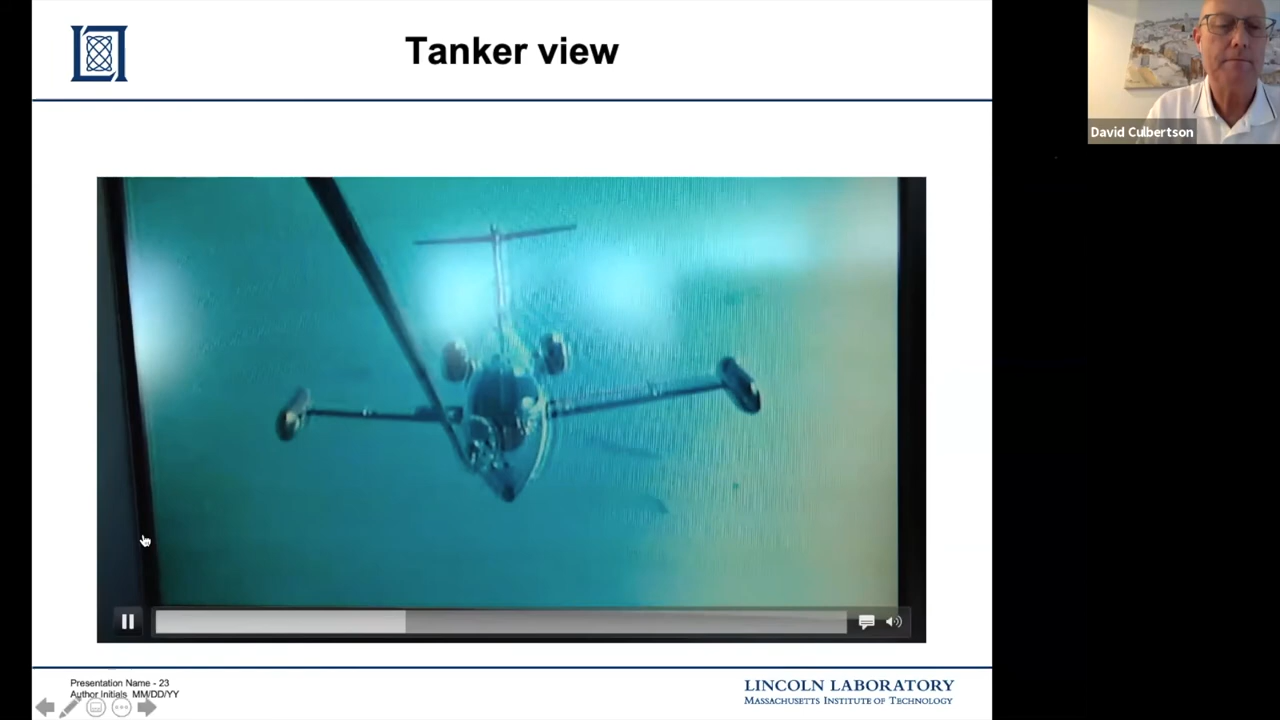 Tanker view
David Culbertson
Presentation Name - 23
Author Initials MM/DD/YY
LINCOLN LABORATORY
MASSACHUSETTS INSTITUTE OF TECHNOLOGY